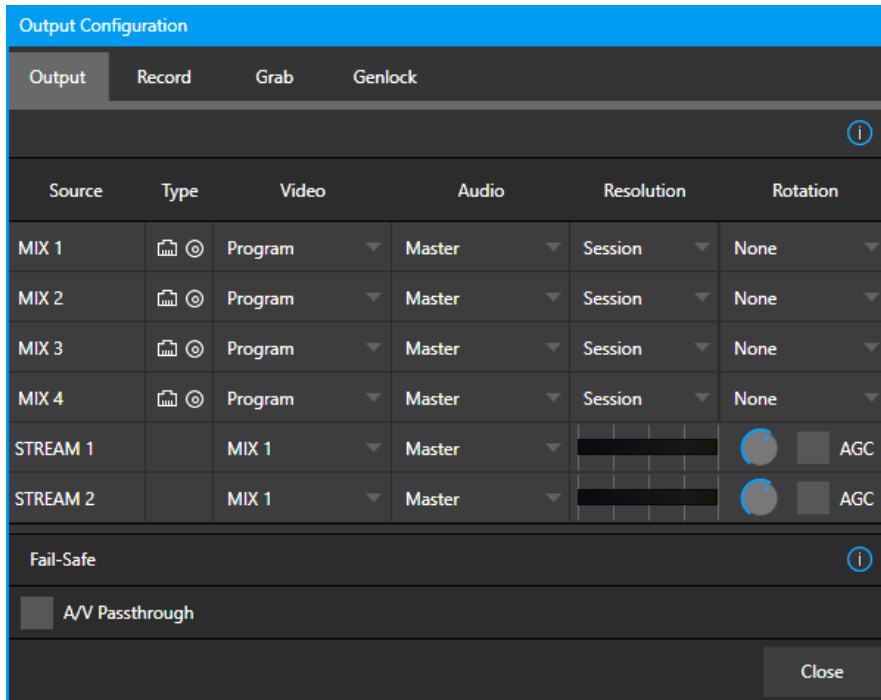 Output Configuration
Output Record Grab Genlock
Source Type Video Audio Resolution Rotation
MIX 1 Program Master Session None
MIX 2 Program Master Session None
MIX 3 Program Master Session None
MIX 4 Program Master Session None
STREAM 1 MIX 1 Master AGC
STREAM 2 MIX 1 Master AGC
Fail-Safe
A/V Passthrough
Close